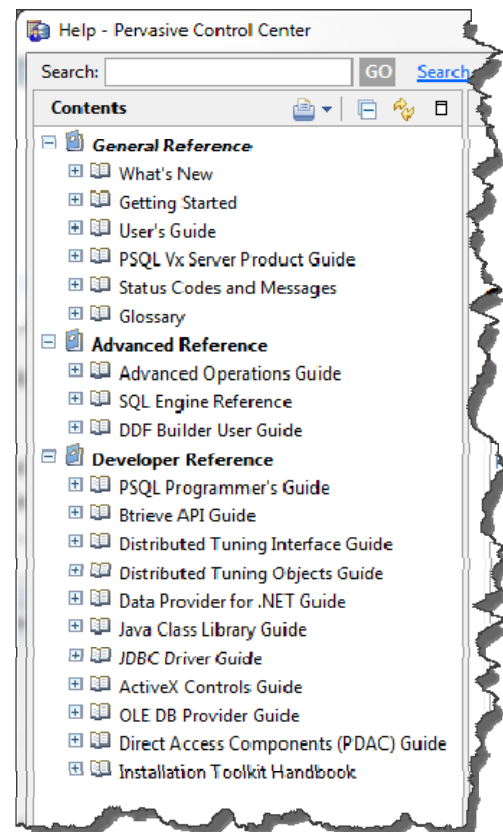 Help - Pervasive Control Center
Search: GO Search
Contents
General Reference
What's New
Getting Started
User's Guide
PSQL Vx Server Product Guide
Status Codes and Messages
Glossary
Advanced Reference
Advanced Operations Guide
SQL Engine Reference
DDF Builder User Guide
Developer Reference
PSQL Programmer's Guide
Btrieve API Guide
Distributed Tuning Interface Guide
Distributed Tuning Objects Guide
Data Provider for .NET Guide
Java Class Library Guide
JDBC Driver Guide
ActiveX Controls Guide
OLE DB Provider Guide
Direct Access Components (PDAC) Guide
Installation Toolkit Handbook